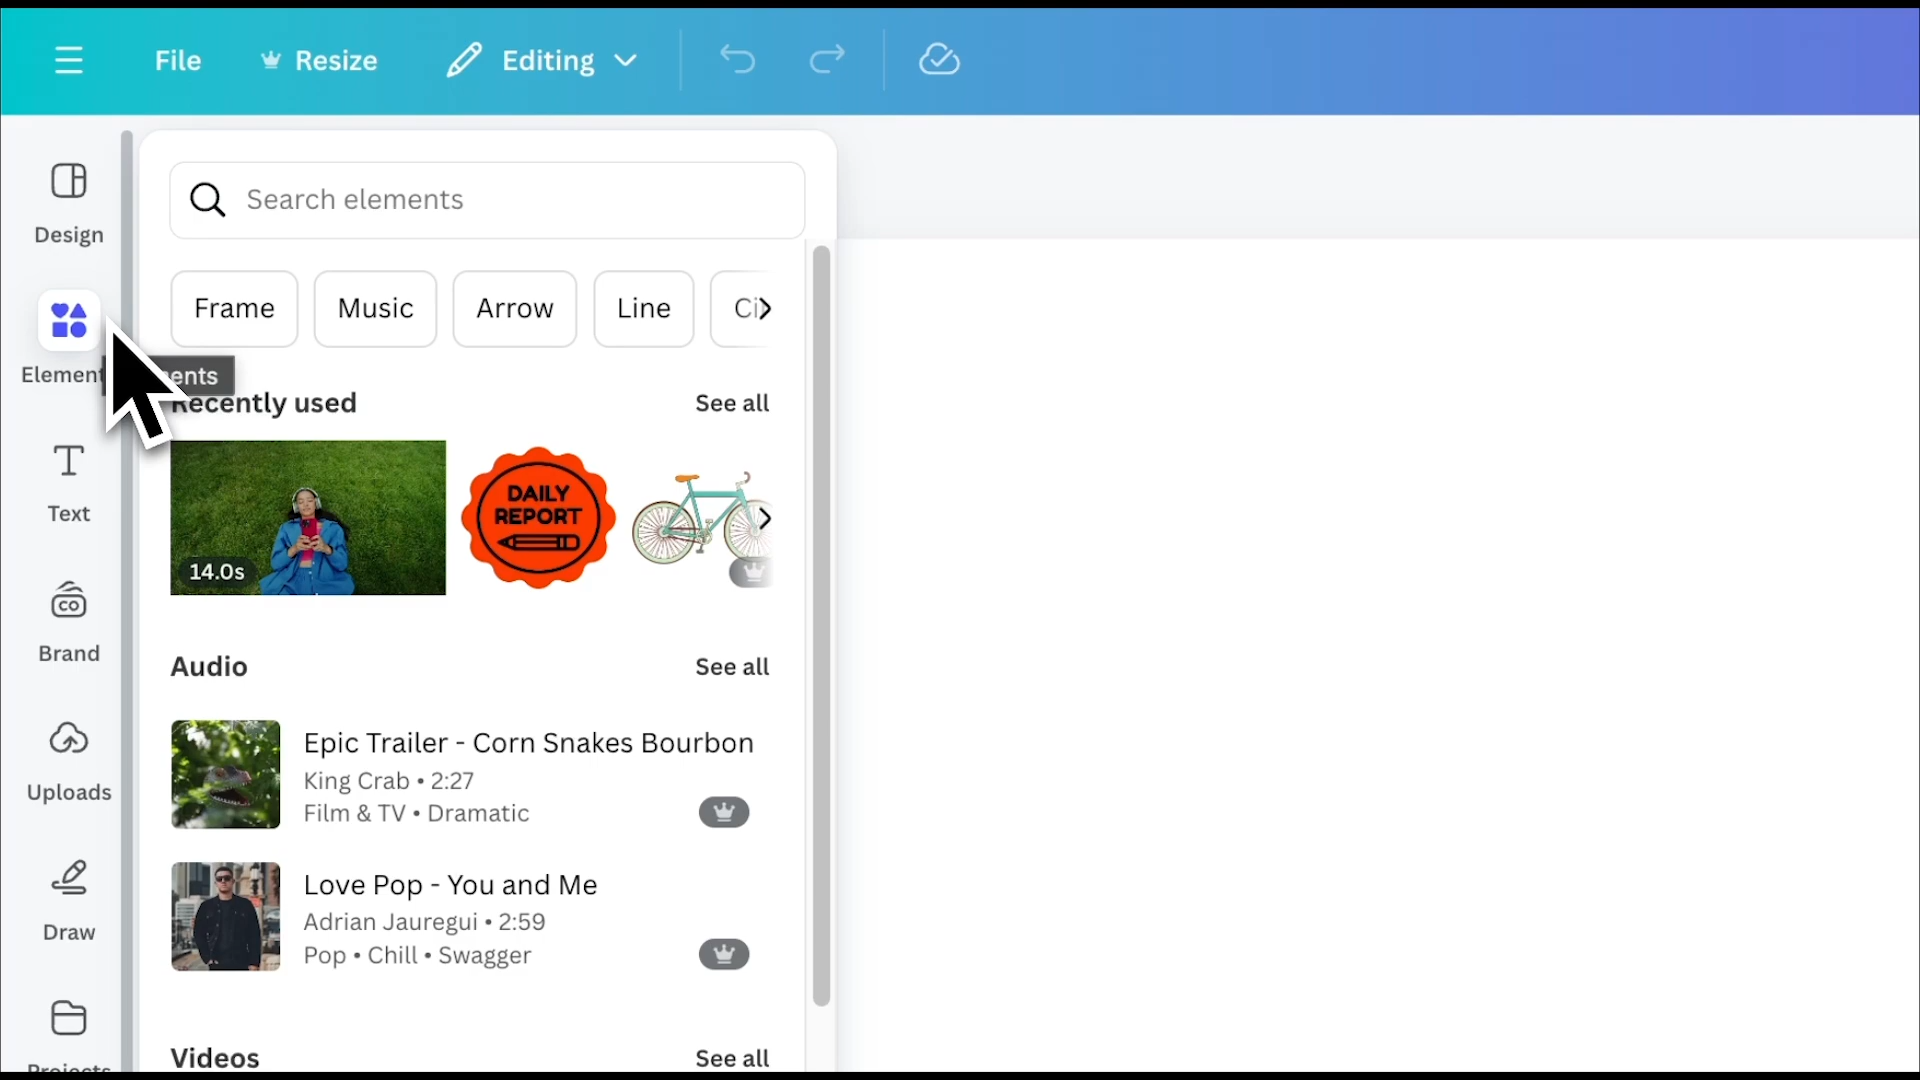 File
Resize
Editing
Design
Search elements
Frame
Music
Arrow
Line
Recently used
See all
14.0s
DAILY
REPORT
Text
Brand
CO
Audio
See all
Epic Trailer - Corn Snakes Bourbon
King Crab • 2:27
Film & TV • Dramatic
Uploads
Love Pop - You and Me
Adrian Jauregui • 2:59
Pop • Chill • Swagger
Draw
Projects
Videos
See all